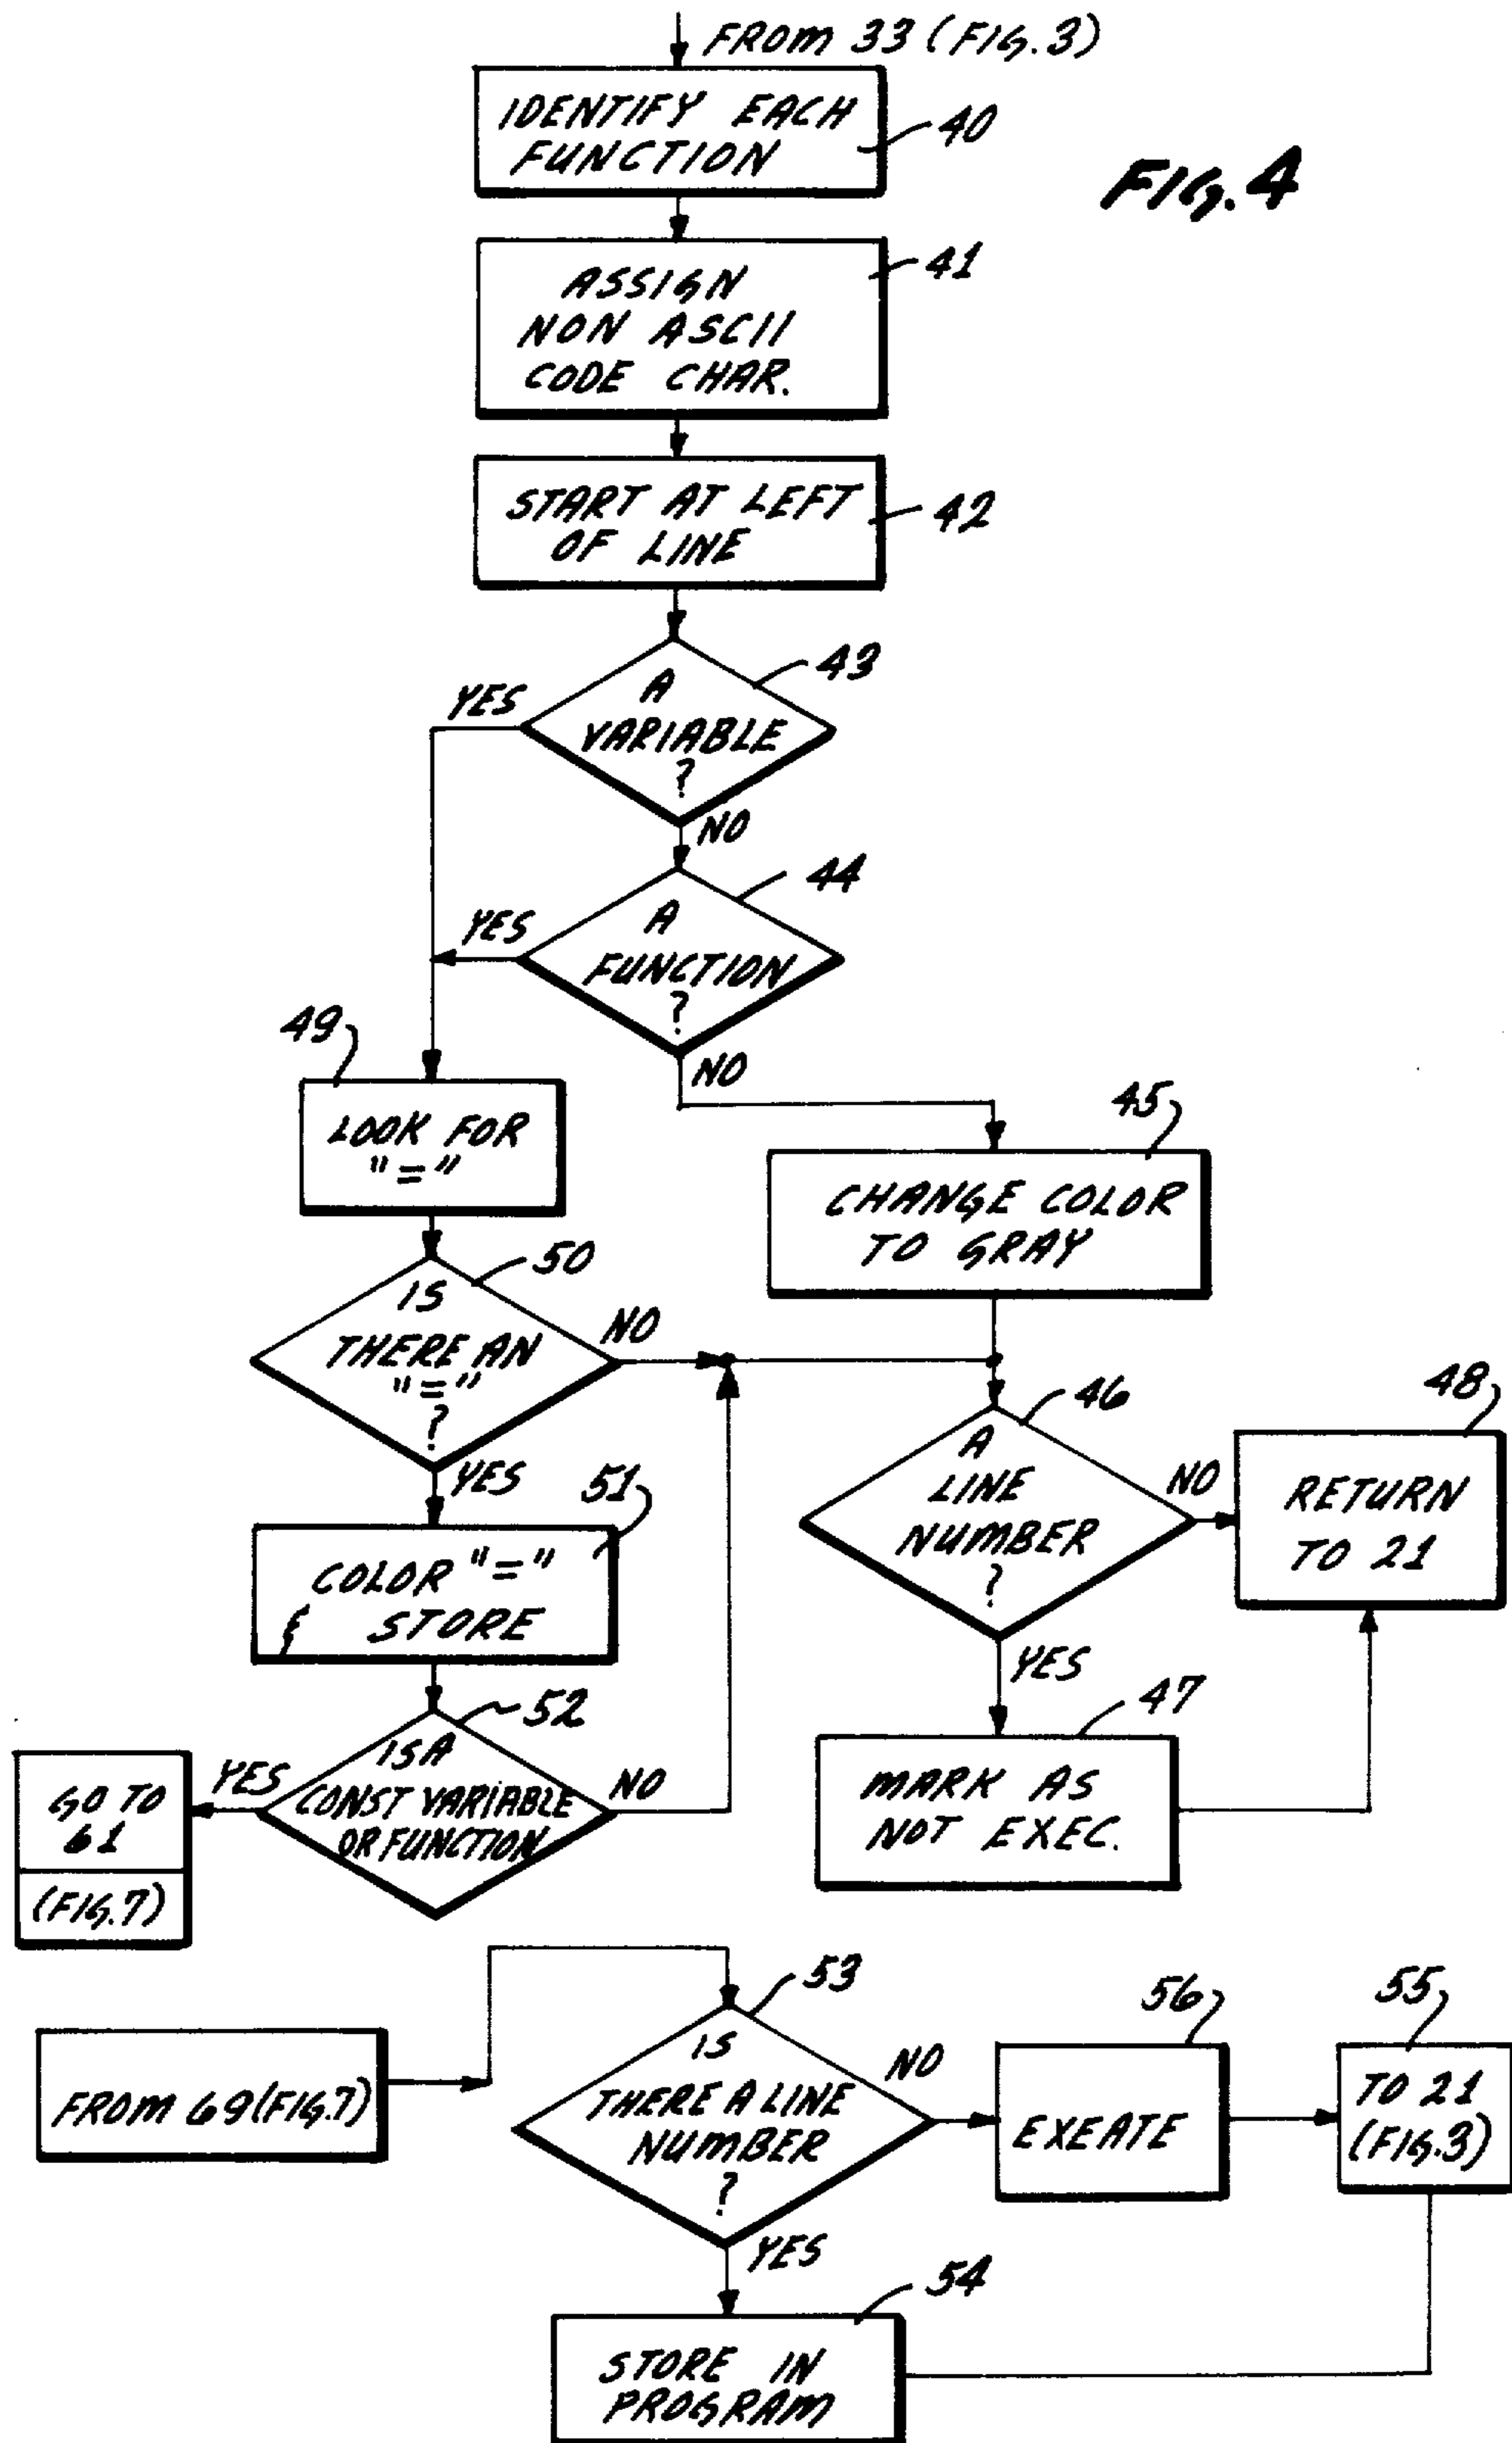 FROM 33 (FIG. 3)
IDENTIFY EACH
FUNCTION
40
FIG. 4
ASSIGN
NON ASCII
CODE CHAR.
41
START AT LEFT
OF LINE
42
A
VARIABLE
?
43
YES
NO
A
FUNCTION
?
44
YES
NO
49
LOOK FOR
"="
45
CHANGE COLOR
TO GRAY
IS
THERE AN
"="
?
50
NO
YES
A
LINE
NUMBER
?
46
NO
YES
48
RETURN
TO 21
51
COLOR "="
& STORE
52
IS A
CONST VARIABLE
OR FUNCTION
YES
NO
GO TO
61
(FIG. 7)
47
MARK AS
NOT EXEC.
FROM 69 (FIG. 7)
53
IS
THERE A LINE
NUMBER
?
NO
YES
56
EXEATE
55
TO 21
(FIG. 3)
54
STORE IN
PROGRAM